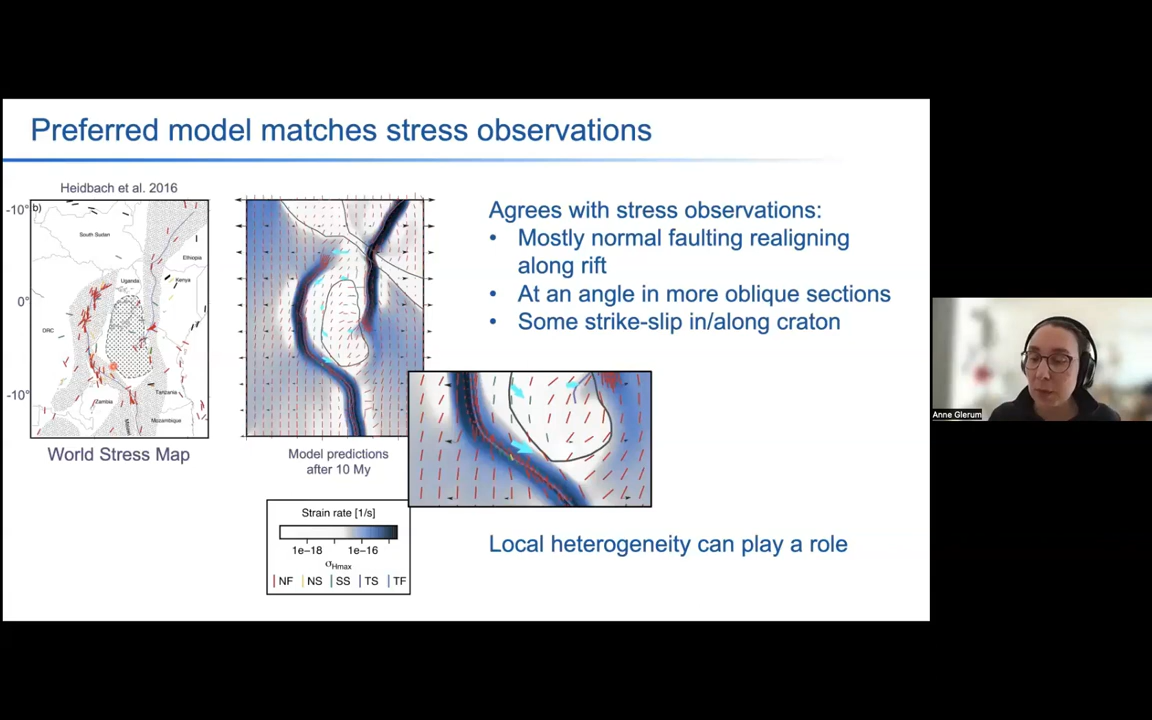 Preferred model matches stress observations
Heidbach et al. 2016
-10°
b)
South Sudan
Ethiopia
Uganda
Kenya
0°
DRC
-10°
Tanzania
Zambia
Mozambique
World Stress Map
Model predictions
after 10 My
Strain rate [1/s]
1e−18 1e−16
σHmax
NF NS SS TS TF
Agrees with stress observations:
• Mostly normal faulting realigning
along rift
• At an angle in more oblique sections
• Some strike-slip in/along craton
Local heterogeneity can play a role
Anne Glerum